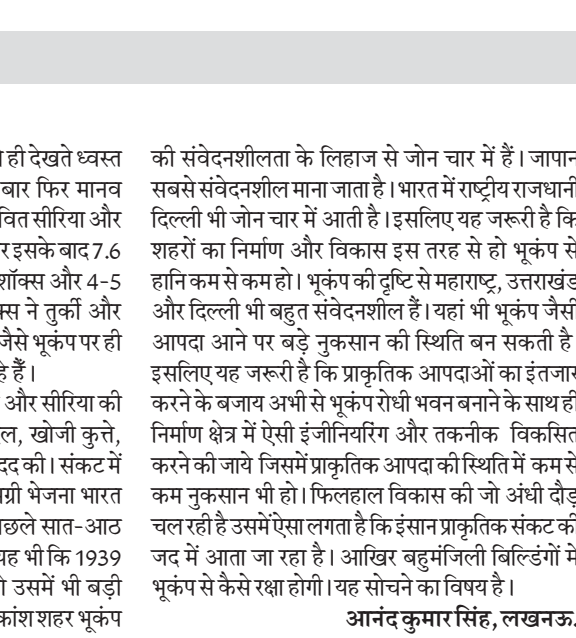 ही देखते ध्वस्त
बार फिर मानव
सीरिया और
इसके बाद 7.6
और 4-5
ने तुर्की और
जैसे भूकंप पर ही
हैं।
और सीरिया की
खोजी कुत्ते,
की। संकट में
भेजना भारत
सात-आठ
यह भी कि 1939
उसमें भी बड़ी
शहर भूकंप
की संवेदनशीलता के लिहाज से जोन चार में हैं। जापान
सबसे संवेदनशील माना जाता है। भारत में राष्ट्रीय राजधानी
दिल्ली भी जोन चार में आती है। इसलिए यह जरूरी है कि
शहरों का निर्माण और विकास इस तरह से हो भूकंप से
हानि कम से कम हो। भूकंप की दृष्टि से महाराष्ट्र, उत्तराखंड
और दिल्ली भी बहुत संवेदनशील हैं। यहां भी भूकंप जैसी
आपदा आने पर बड़े नुकसान की स्थिति बन सकती है
इसलिए यह जरूरी है कि प्राकृतिक आपदाओं का इंतजार
करने के बजाय अभी से भूकंप रोधी भवन बनाने के साथ ही
निर्माण क्षेत्र में ऐसी इंजीनियरिंग और तकनीक विकसित
करने की जाये जिसमें प्राकृतिक आपदा की स्थिति में कम से
कम नुकसान भी हो। फिलहाल विकास की जो अंधी दौड़
चल रही है उसमें ऐसा लगता है कि इंसान प्राकृतिक संकट की
जद में आता जा रहा है। आखिर बहुमंजिली बिल्डिंगों में
भूकंप से कैसे रक्षा होगी। यह सोचने का विषय है।
आनंद कुमार सिंह, लखनऊ.